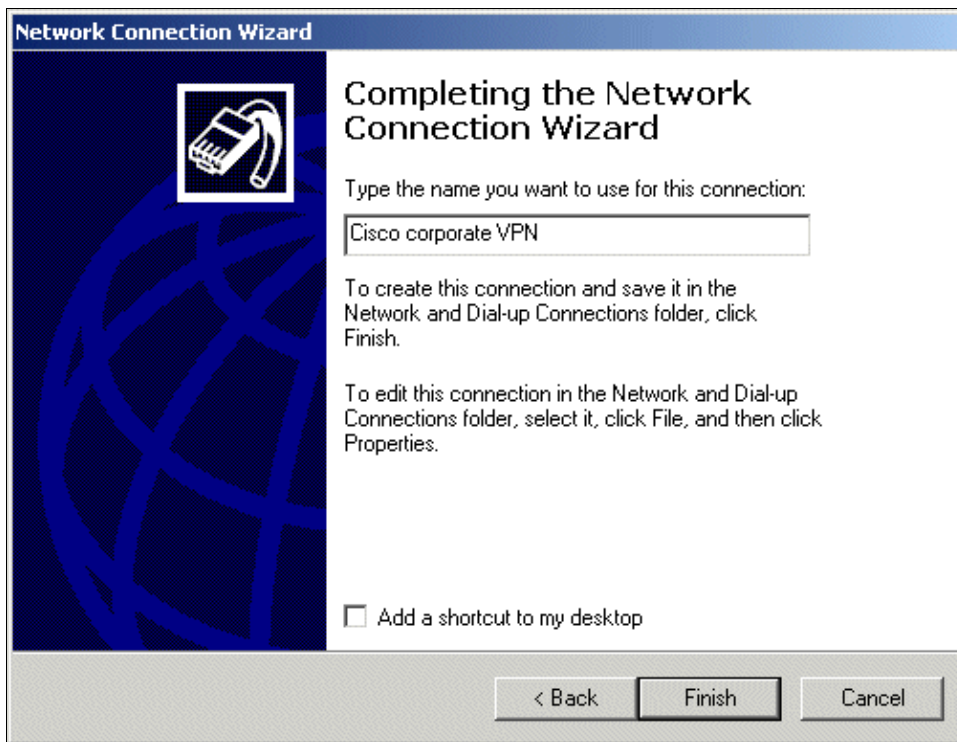 Network Connection Wizard
Completing the Network
Connection Wizard
Type the name you want to use for this connection:
Cisco corporate VPN
To create this connection and save it in the
Network and Dial-up Connections folder, click
Finish.
To edit this connection in the Network and Dial-up
Connections folder, select it, click File, and then click
Properties.
Add a shortcut to my desktop
< Back
Finish
Cancel